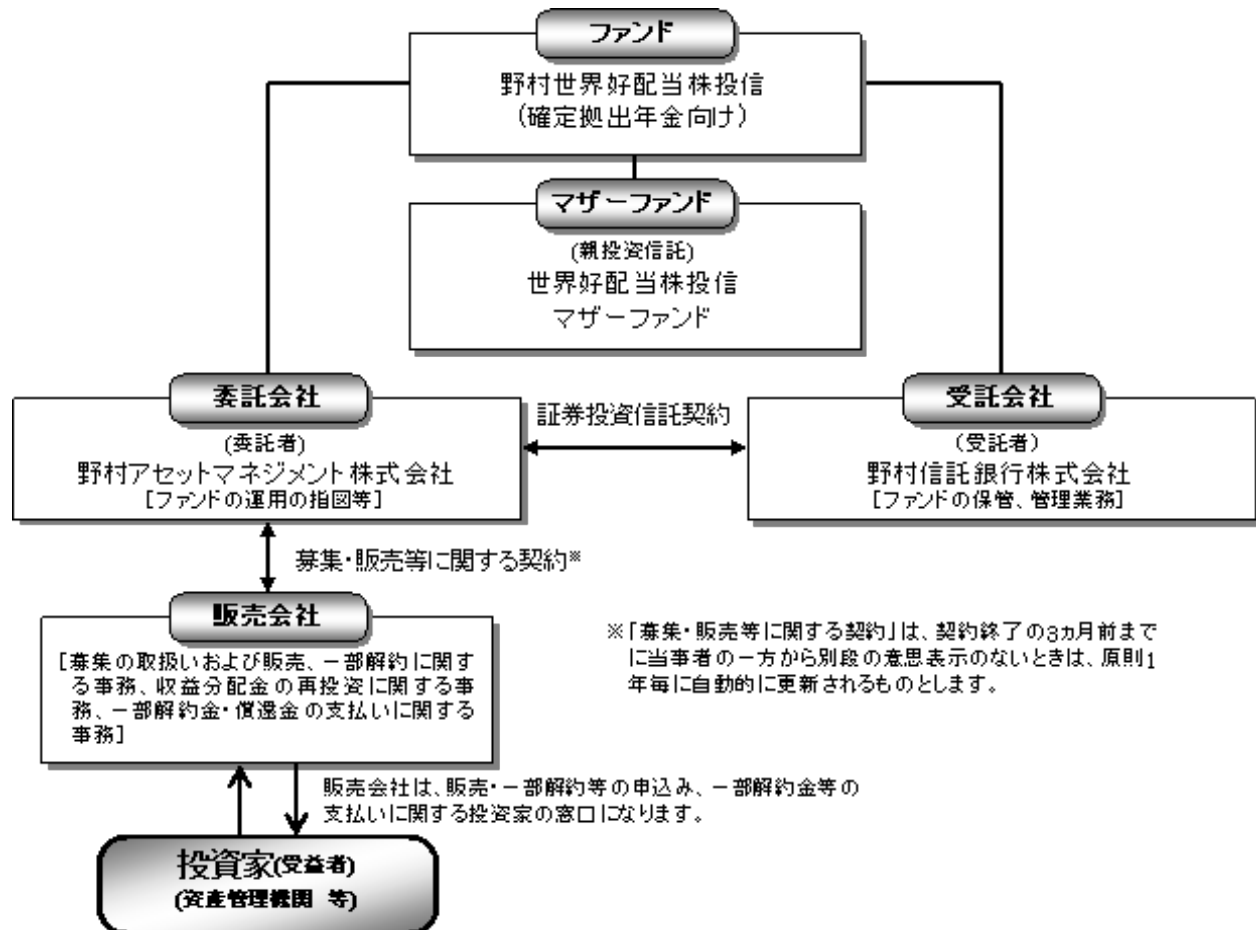 ファンド
野村世界好配当株投信
(確定拠出年金向け)
マザーファンド
(親投資信託)
世界好配当株投信
マザーファンド
委託会社
(委託者)
野村アセットマネジメント株式会社
[ファンドの運用の指図等]
証券投資信託契約
受託会社
(受託者)
野村信託銀行株式会社
[ファンドの保管、管理業務]
募集・販売等に関する契約※
販売会社
[募集の取扱いおよび販売、一部解約に関す
る事務、収益分配金の再投資に関する事
務、一部解約金・償還金の支払いに関する
事務]
※「募集・販売等に関する契約」は、契約終了の3ヵ月前まで
に当事者の一方から別段の意思表示のないときは、原則1
年毎に自動的に更新されるものとします。
販売会社は、販売・一部解約等の申込み、一部解約金等の
支払いに関する投資家の窓口になります。
投資家(受益者)
(資産管理機関 等)